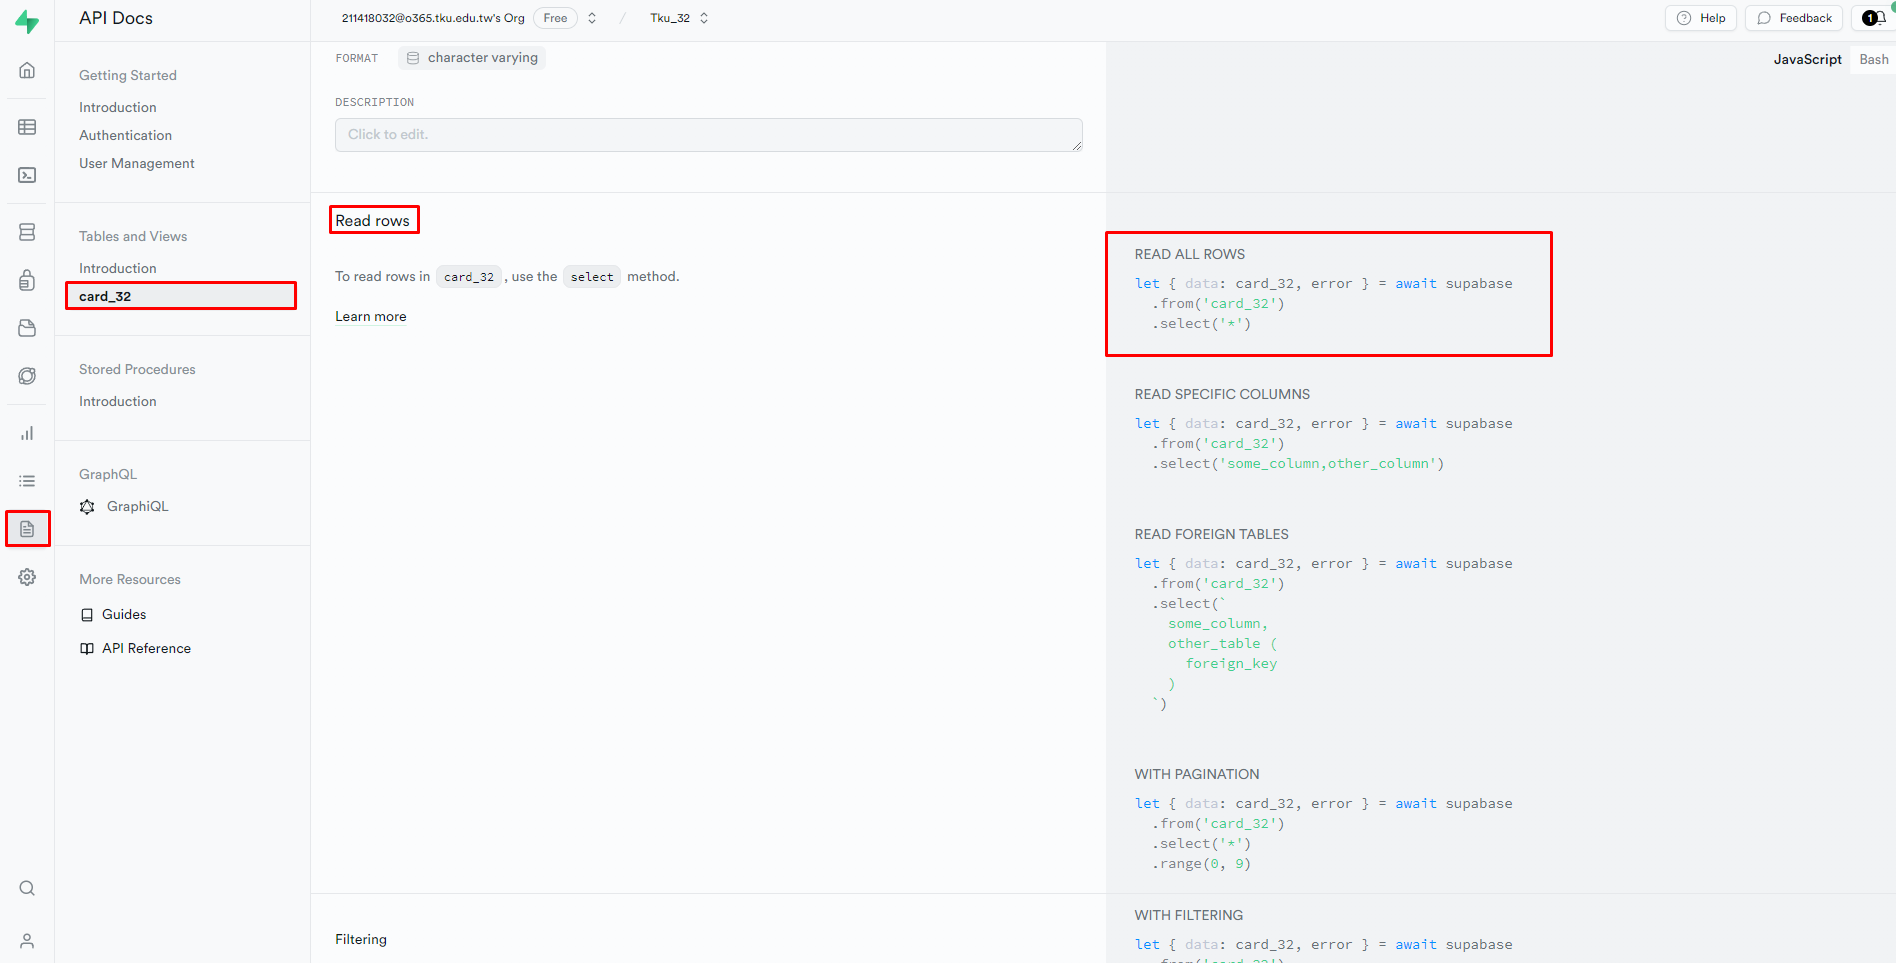 API Docs
211418032@o365.tku.edu.tw's Org Free / Tku_32
Help
Feedback
1
Getting Started
Introduction
Authentication
User Management
Tables and Views
Introduction
card_32
Stored Procedures
Introduction
GraphQL
GraphiQL
More Resources
Guides
API Reference
FORMAT character varying
DESCRIPTION
Click to edit.
Read rows
To read rows in card_32 , use the select method.
Learn more
Filtering
JavaScript Bash
READ ALL ROWS
let { data: card_32, error } = await supabase
.from('card_32')
.select('*')
READ SPECIFIC COLUMNS
let { data: card_32, error } = await supabase
.from('card_32')
.select('some_column,other_column')
READ FOREIGN TABLES
let { data: card_32, error } = await supabase
.from('card_32')
.select(`
some_column,
other_table (
foreign_key
)
`)
WITH PAGINATION
let { data: card_32, error } = await supabase
.from('card_32')
.select('*')
.range(0, 9)
WITH FILTERING
let { data: card_32, error } = await supabase